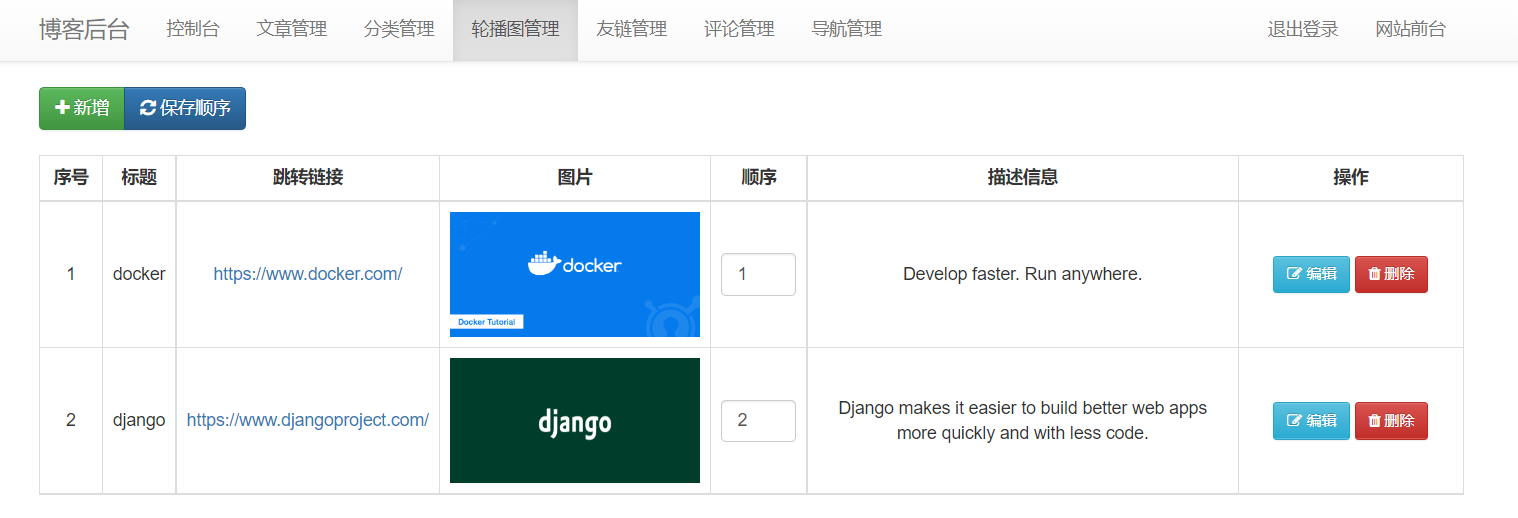 博客后台 控制台 文章管理 分类管理 轮播图管理 友链管理 评论管理 导航管理 退出登录 网站前台
新增 保存顺序
序号 标题 跳转链接 图片 顺序 描述信息 操作
docker
Docker Tutorial
1 docker https://www.docker.com/ 1 Develop faster. Run anywhere. 编辑 删除
django
2 django https://www.djangoproject.com/ 2 Django makes it easier to build better web apps
more quickly and with less code. 编辑 删除